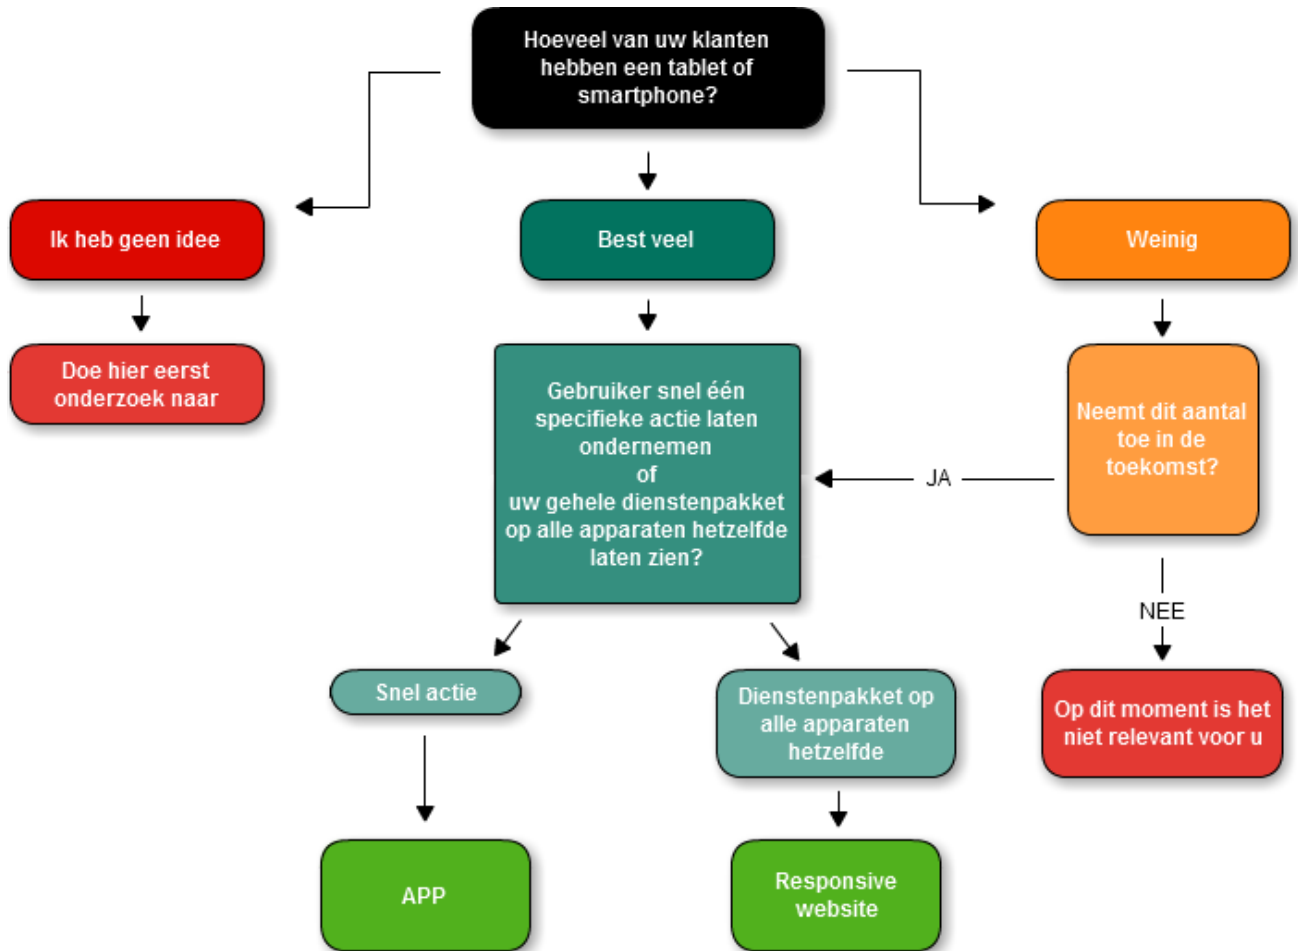 Hoeveel van uw klanten
hebben een tablet of
smartphone?
Ik heb geen idee
Best veel
Weinig
Doe hier eerst
onderzoek naar
Gebruiker snel één
specifieke actie laten
ondernemen
of
uw gehele dienstenpakket
op alle apparaten hetzelfde
laten zien?
Neemt dit aantal
toe in de
toekomst?
JA
NEE
Snel actie
Dienstenpakket op
alle apparaten
hetzelfde
Op dit moment is het
niet relevant voor u
APP
Responsive
website